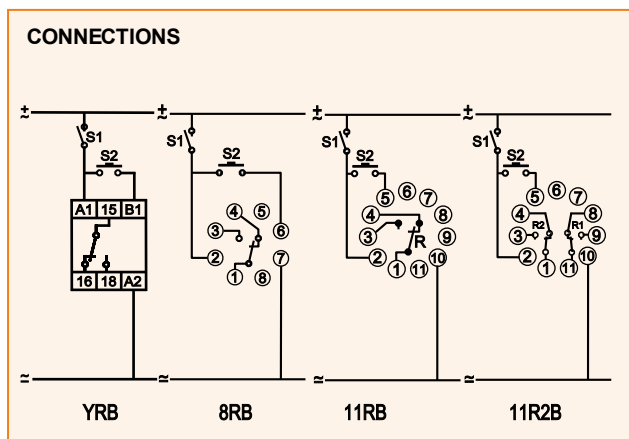 CONNECTIONS
± ~ ± ~ ± ~ ± ~
S1 S1 S1 S1
S2 S2 S2 S2
A1 15 B1
16 18 A2
4 5
3 6
2 7
1 8
5 6 7
4 8
3 R 9
2 1 11 10
5 6 7
4 8
3 R2 R1 9
2 1 11 10
≃ ≃ ≃ ≃
YRB 8RB 11RB 11R2B